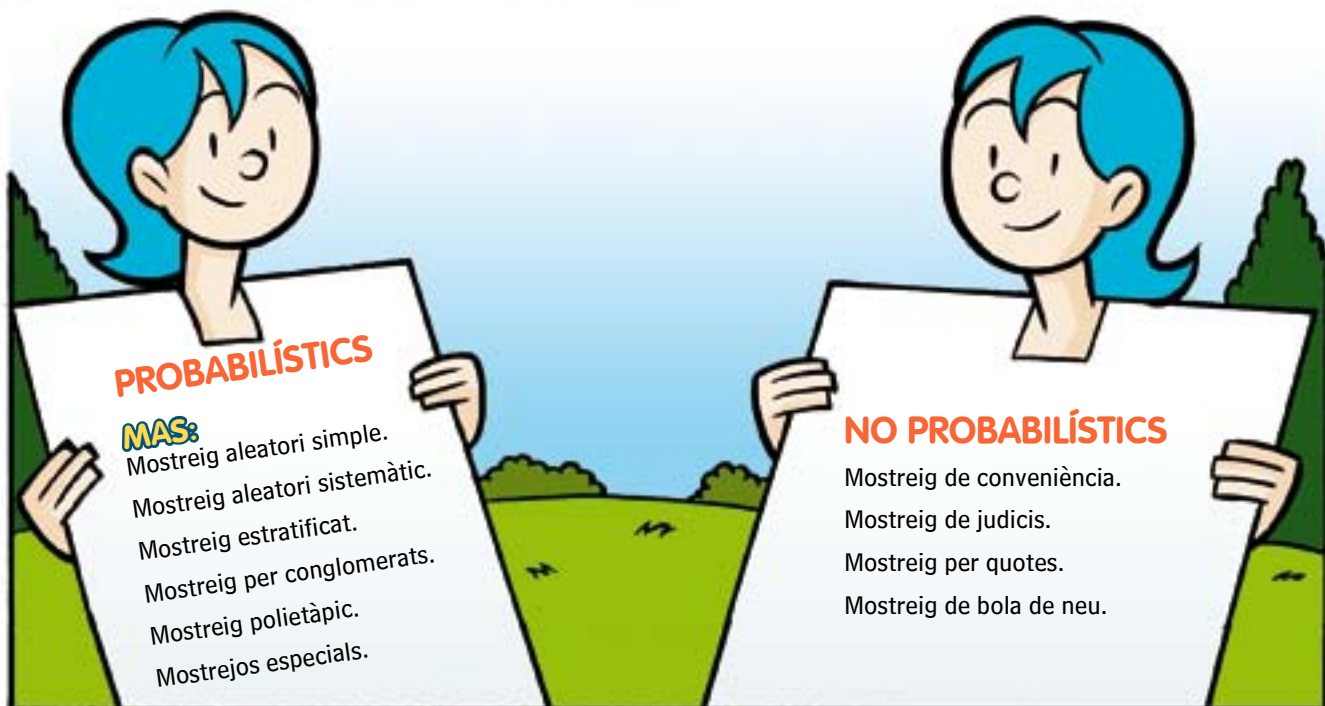 PROBABILÍSTICS
MAS:
Mostreig aleatori simple.
Mostreig aleatori sistemàtic.
Mostreig estratificat.
Mostreig per conglomerats.
Mostreig polietàpic.
Mostrejos especials.
NO PROBABILÍSTICS
Mostreig de conveniència.
Mostreig de judicis.
Mostreig per quotes.
Mostreig de bola de neu.